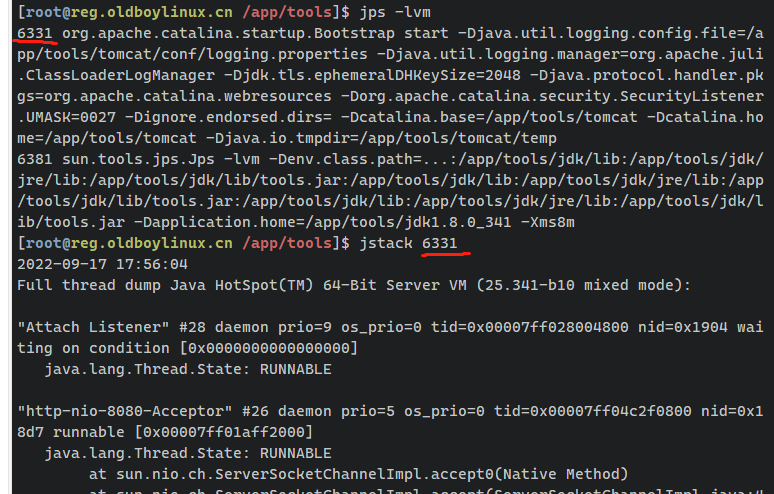 [root@reg.oldboylinux.cn /app/tools]$ jps -lvm
6331 org.apache.catalina.startup.Bootstrap start -Djava.util.logging.config.file=/a
pp/tools/tomcat/conf/logging.properties -Djava.util.logging.manager=org.apache.juli
.ClassLoaderLogManager -Djdk.tls.ephemeralDHKeySize=2048 -Djava.protocol.handler.pk
gs=org.apache.catalina.webresources -Dorg.apache.catalina.security.SecurityListener
.UMASK=0027 -Dignore.endorsed.dirs= -Dcatalina.base=/app/tools/tomcat -Dcatalina.ho
me=/app/tools/tomcat -Djava.io.tmpdir=/app/tools/tomcat/temp
6381 sun.tools.jps.Jps -lvm -Denv.class.path=...:/app/tools/jdk/lib:/app/tools/jdk/
jre/lib:/app/tools/jdk/lib/tools.jar:/app/tools/jdk/lib:/app/tools/jdk/jre/lib:/app
/tools/jdk/lib/tools.jar:/app/tools/jdk/lib:/app/tools/jdk/jre/lib:/app/tools/jdk/l
ib/tools.jar -Dapplication.home=/app/tools/jdk1.8.0_341 -Xms8m
[root@reg.oldboylinux.cn /app/tools]$ jstack 6331
2022-09-17 17:56:04
Full thread dump Java HotSpot(TM) 64-Bit Server VM (25.341-b10 mixed mode):
"Attach Listener" #28 daemon prio=9 os_prio=0 tid=0x00007ff028004800 nid=0x1904 wai
ting on condition [0x0000000000000000]
java.lang.Thread.State: RUNNABLE
"http-nio-8080-Acceptor" #26 daemon prio=5 os_prio=0 tid=0x00007ff04c2f0800 nid=0x1
8d7 runnable [0x00007ff01aff2000]
java.lang.Thread.State: RUNNABLE
at sun.nio.ch.ServerSocketChannelImpl.accept0(Native Method)